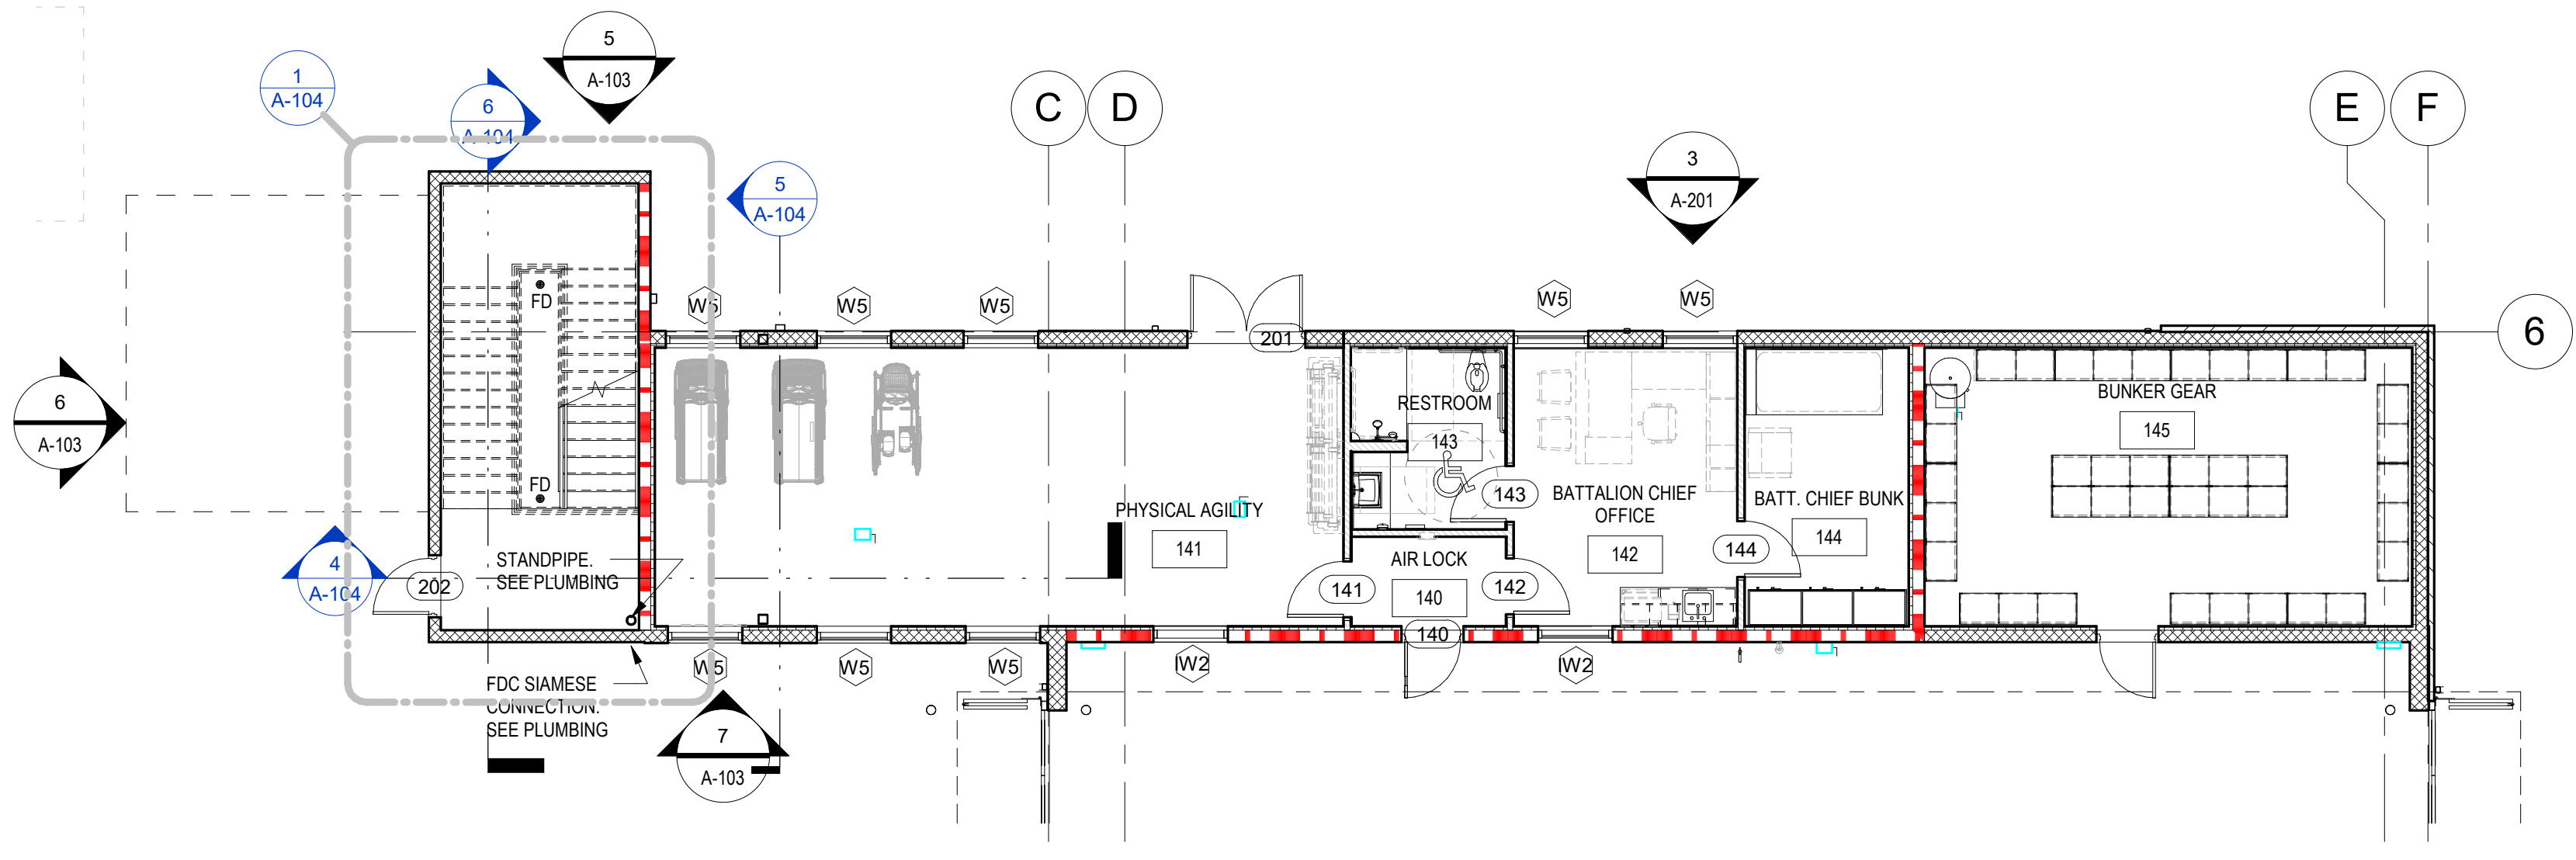 5
A-103
1
A-104
6
A-104
C
D
E
F
3
A-201
5
A-104
W5
W5
W5
W5
W5
FD
201
6
6
A-103
RESTROOM
143
BUNKER GEAR
145
FD
143
BATTALION CHIEF
OFFICE
142
BATT. CHIEF BUNK
144
144
PHYSICAL AGILITY
141
STANDPIPE.
SEE PLUMBING
AIR LOCK
140
141
142
4
A-104
202
140
W5
W5
W5
IW2
IW2
FDC SIAMESE
CONNECTION.
SEE PLUMBING
7
A-103